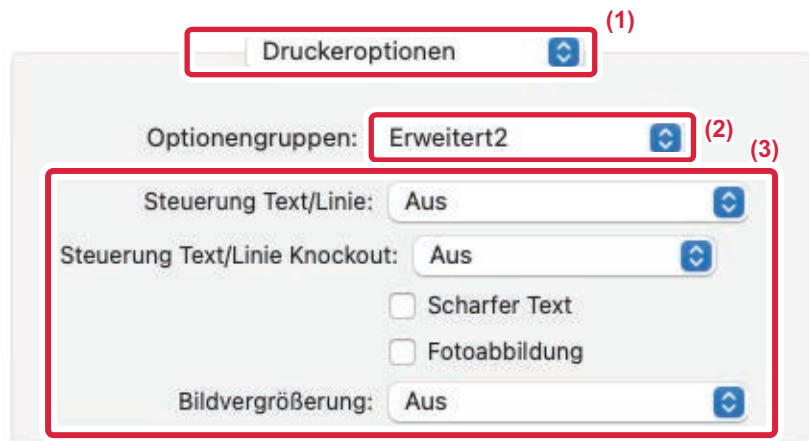 (1)
Druckeroptionen
Optionengruppen: Erweitert2 (2)
(3)
Steuerung Text/Linie: Aus
Steuerung Text/Linie Knockout: Aus
Scharfer Text
Fotoabbildung
Bildvergrößerung: Aus